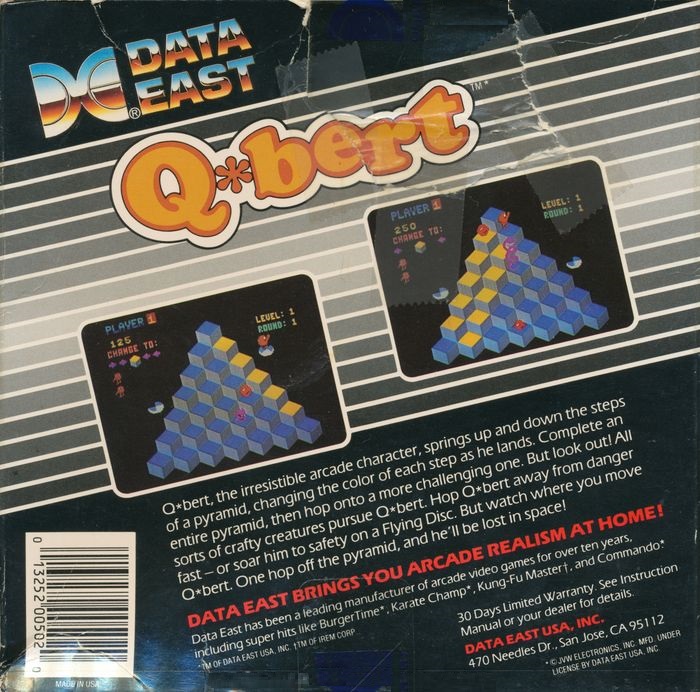 DATA
EAST
®
Q*bert
™*
PLAYER 1
250
CHANGE TO:
LEVEL: 1
ROUND: 1
PLAYER 1
125
CHANGE TO:
LEVEL: 1
ROUND: 1
Q*bert, the irresistible arcade character, springs up and down the steps
of a pyramid, changing the color of each step as he lands. Complete an
entire pyramid, then hop onto a more challenging one. But look out! All
sorts of crafty creatures pursue Q*bert. Hop Q*bert away from danger
fast – or soar him to safety on a Flying Disc. But watch where you move
Q*bert. One hop off the pyramid, and he'll be lost in space!
DATA EAST BRINGS YOU ARCADE REALISM AT HOME!
Data East has been a leading manufacturer of arcade video games for over ten years,
including super hits like BurgerTime*, Karate Champ*, Kung-Fu Master†, and Commando*
*TM OF DATA EAST USA, INC. †TM OF IREM CORP
30 Days Limited Warranty. See Instruction
Manual or your dealer for details.
DATA EAST USA, INC.
470 Needles Dr., San Jose, CA 95112
*© JVW ELECTRONICS, INC. MFD. UNDER
LICENSE BY DATA EAST USA, INC.
0 13252 00502 0
MADE IN USA